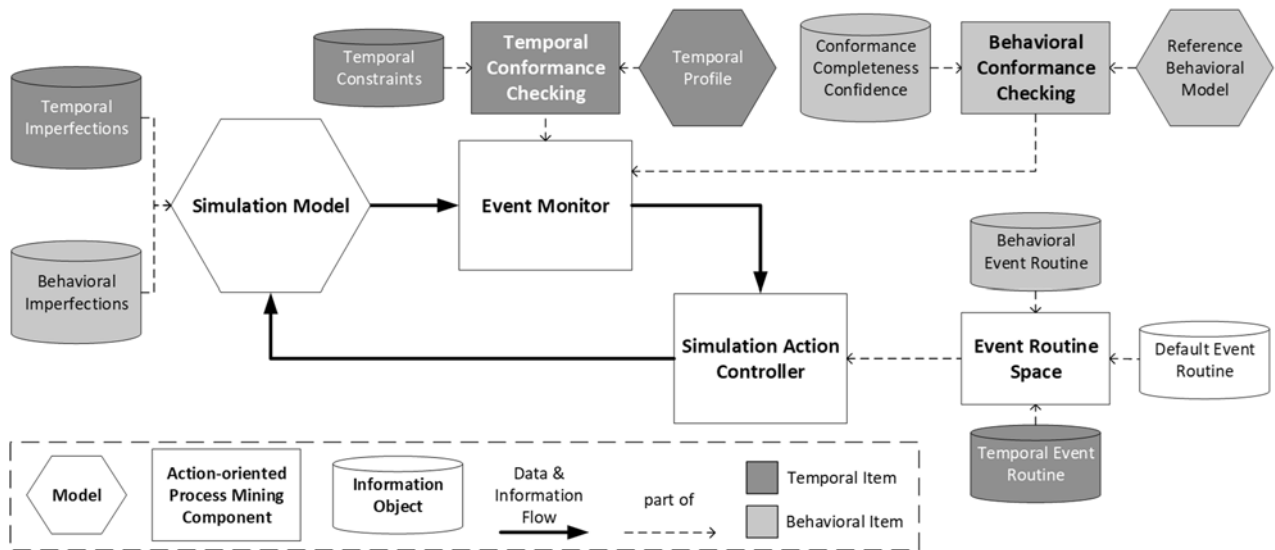 Temporal
Imperfections
Behavioral
Imperfections
Simulation Model
Temporal
Constraints
Temporal
Conformance
Checking
Temporal
Profile
Conformance
Completeness
Confidence
Behavioral
Conformance
Checking
Reference
Behavioral
Model
Event Monitor
Simulation Action
Controller
Behavioral
Event Routine
Event Routine
Space
Default Event
Routine
Temporal Event
Routine
Model
Action-oriented
Process Mining
Component
Information
Object
Data &
Information
Flow
part of
Temporal Item
Behavioral Item